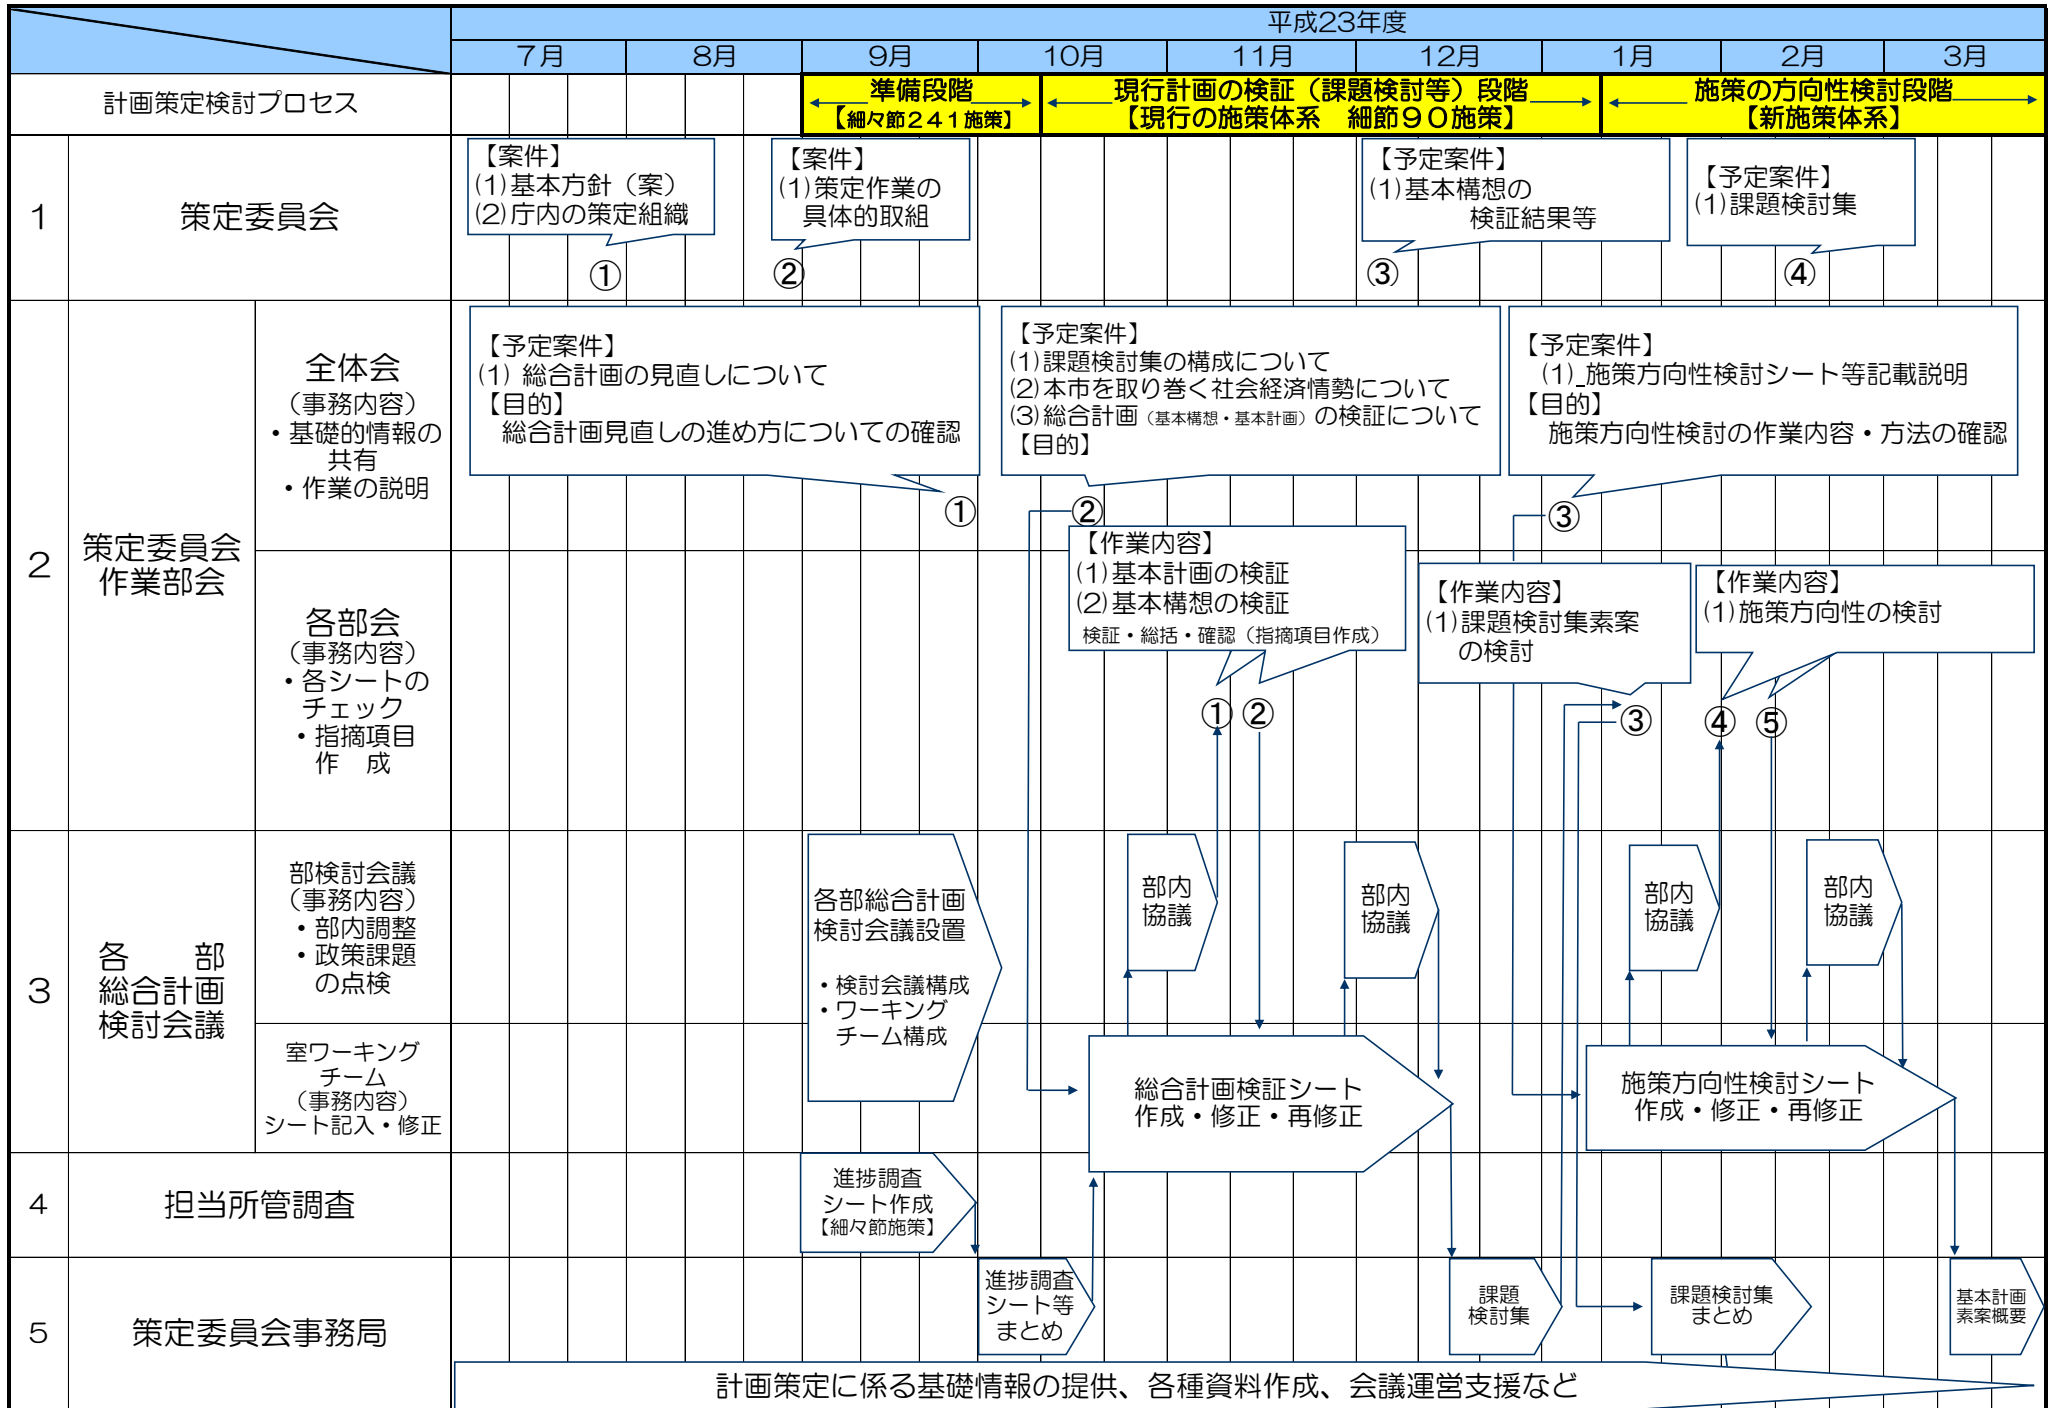 平成23年度
7月 8月 9月 10月 11月 12月 1月 2月 3月
計画策定検討プロセス
準備段階
【細々節241施策】
現行計画の検証（課題検討等）段階
【現行の施策体系　細節90施策】
施策の方向性検討段階
【新施策体系】
1
策定委員会
【案件】
(1)基本方針（案）
(2)庁内の策定組織
①
【案件】
(1)策定作業の
具体的取組
②
【予定案件】
(1)基本構想の
検証結果等
③
【予定案件】
(1)課題検討集
④
2
策定委員会
作業部会
全体会
（事務内容）
・基礎的情報の
共有
・作業の説明
【予定案件】
(1) 総合計画の見直しについて
【目的】
総合計画見直しの進め方についての確認
①
【予定案件】
(1)課題検討集の構成について
(2)本市を取り巻く社会経済情勢について
(3)総合計画（基本構想・基本計画）の検証について
【目的】
②
【予定案件】
(1)_施策方向性検討シート等記載説明
【目的】
施策方向性検討の作業内容・方法の確認
③
各部会
（事務内容）
・各シートの
チェック
・指摘項目
作　成
【作業内容】
(1)基本計画の検証
(2)基本構想の検証
検証・総括・確認（指摘項目作成）
① ②
【作業内容】
(1)課題検討集素案
の検討
③
【作業内容】
(1)施策方向性の検討
④ ⑤
3
各　　部
総合計画
検討会議
部検討会議
（事務内容）
・部内調整
・政策課題
の点検
各部総合計画
検討会議設置
・検討会議構成
・ワーキング
チーム構成
部内
協議
部内
協議
部内
協議
部内
協議
室ワーキング
チーム
（事務内容）
シート記入・修正
総合計画検証シート
作成・修正・再修正
施策方向性検討シート
作成・修正・再修正
4
担当所管調査
進捗調査
シート作成
【細々節施策】
5
策定委員会事務局
進捗調査
シート等
まとめ
課題
検討集
課題検討集
まとめ
基本計画
素案概要
計画策定に係る基礎情報の提供、各種資料作成、会議運営支援など